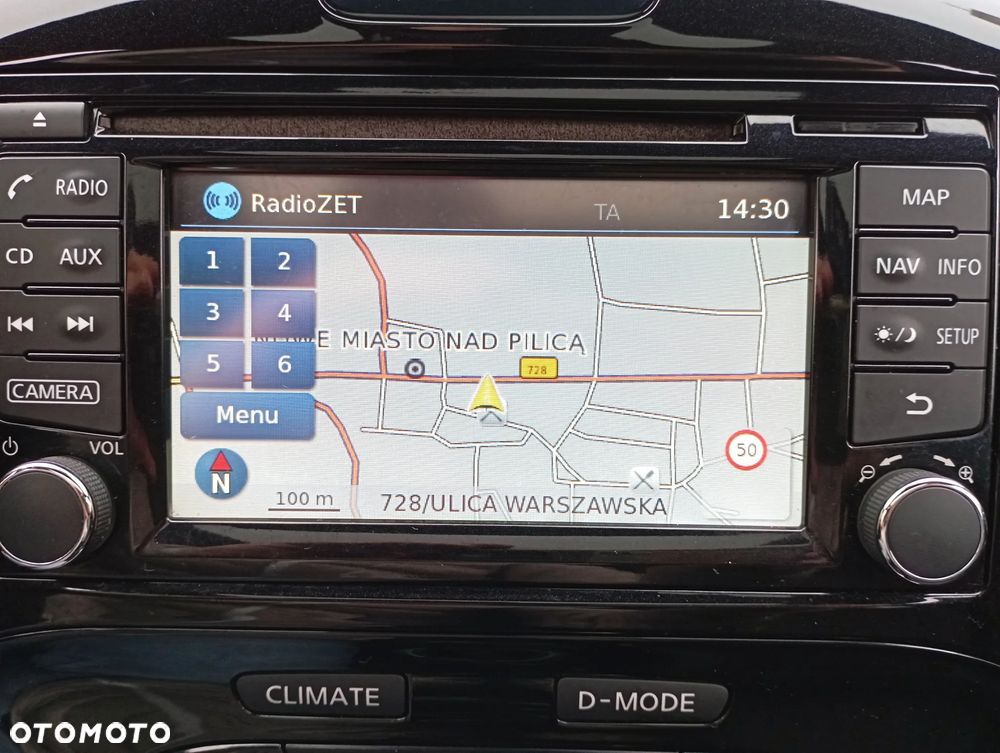 RadioZET TA 14:30
RADIO
CD AUX
CAMERA
VOL
MAP
NAV INFO
SETUP
1 2
3 4
5 6
Menu
MIASTO NAD PILICĄ
728
50
N
100 m
728/ULICA WARSZAWSKA
CLIMATE
D-MODE
OTOMOTO